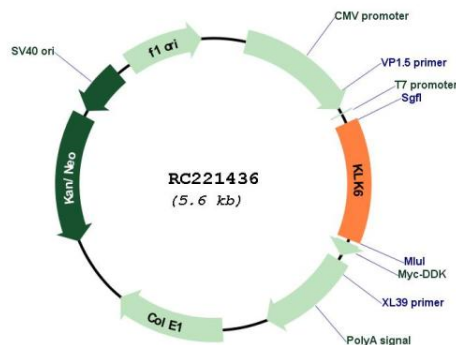 CMV promoter
VP1.5 primer
T7 promoter
SgfI
KLK6
MluI
Myc-DDK
XL39 primer
PolyA signal
Col E1
Kan/ Neo
SV40 ori
f1 ori
RC221436
(5.6 kb)